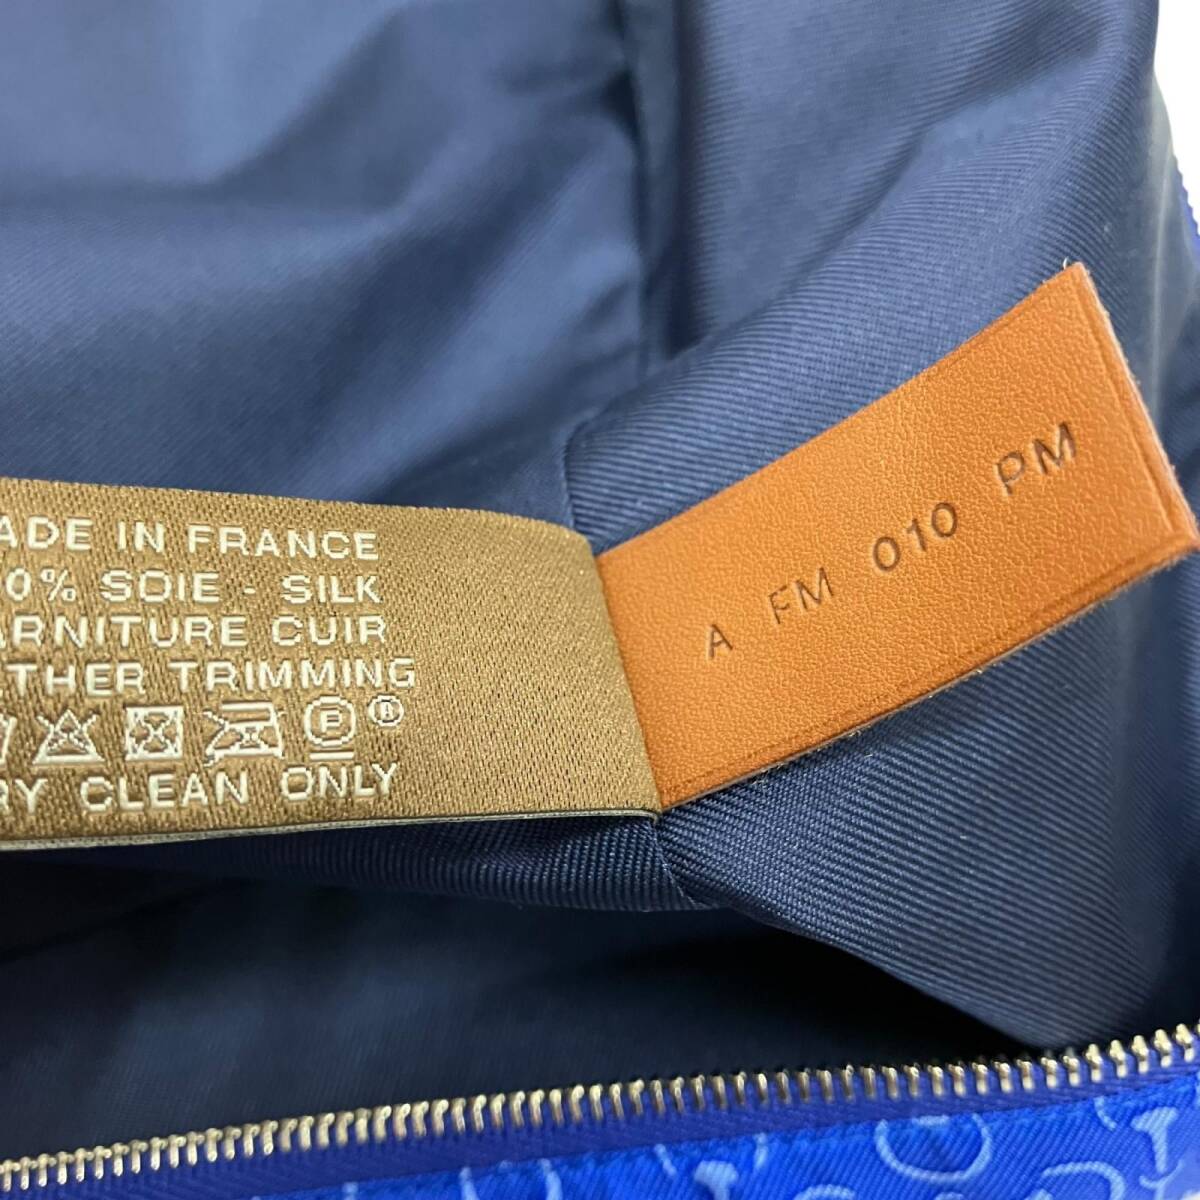 ADE IN FRANCE
0% SOIE - SILK
ARNITURE CUIR
THER TRIMMING
P
RY CLEAN ONLY
A FM 010 PM